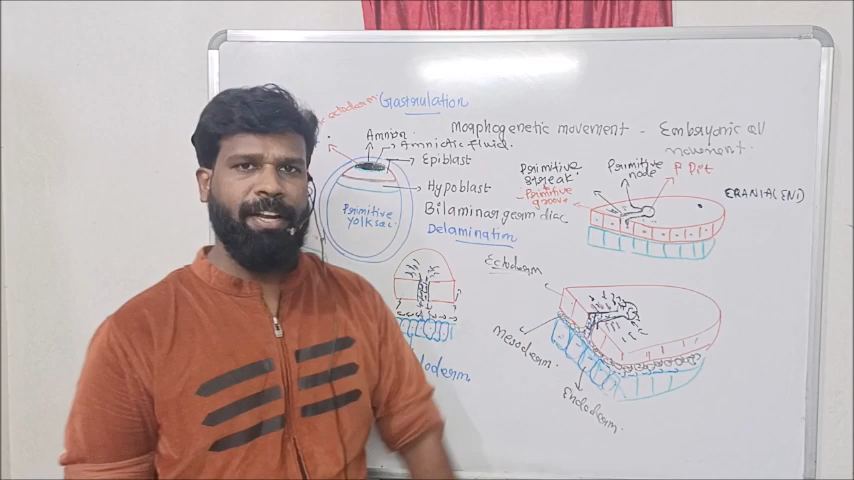 ectoderm
Gastrulation
Morphogenetic movement - Embryonic cell movement.
Amnion
Amniotic fluid.
Epiblast
Hypoblast
Bilaminar germ disc
Delamination
Primitive yolk sac.
Primitive streak
Primitive groove
Primitive node
P Pit
CRANIAL END
Ectoderm
Mesoderm.
Endoderm.
doderm